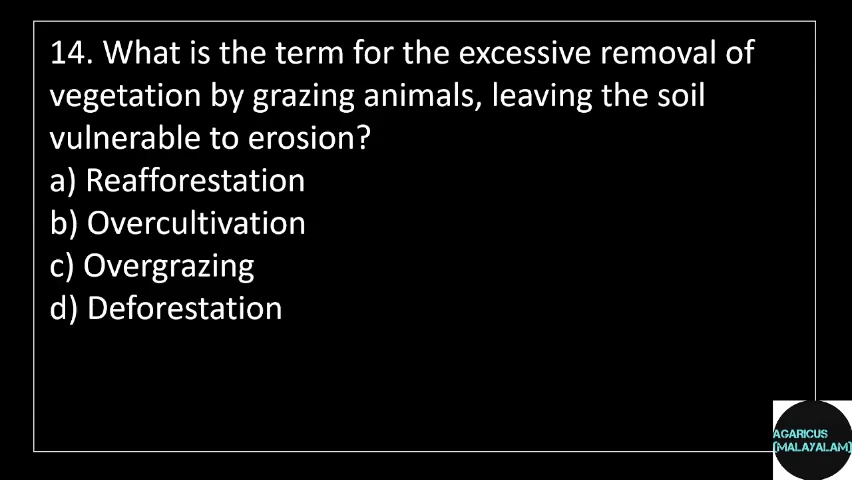 14. What is the term for the excessive removal of
vegetation by grazing animals, leaving the soil
vulnerable to erosion?
a) Reafforestation
b) Overcultivation
c) Overgrazing
d) Deforestation
AGARICUS
(MALAYALAM)